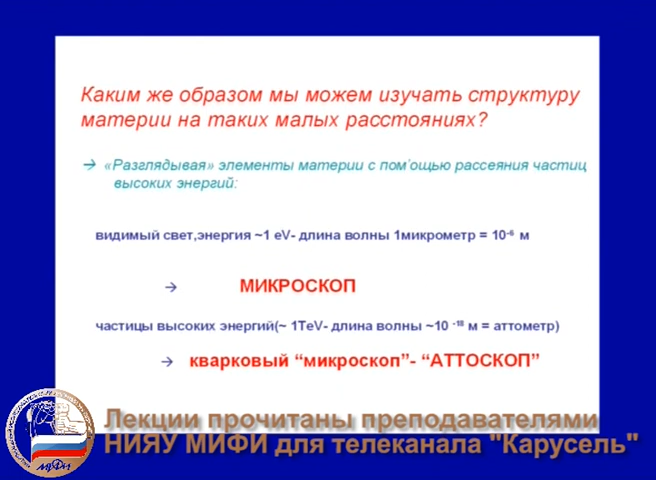 Каким же образом мы можем изучать структуру
материи на таких малых расстояниях?
→ «Разглядывая» элементы материи с пом'ощью рассеяния частиц
высоких энергий:
видимый свет,энергия ~1 eV- длина волны 1микрометр = 10⁻⁶ м
→ МИКРОСКОП
частицы высоких энергий(~ 1TeV- длина волны ~10 ⁻¹⁸ м = аттометр)
→ кварковый “микроскоп”- “АТТОСКОП”
Лекции прочитаны преподавателями
НИЯУ МИФИ для телеканала "Карусель"
МИФИ